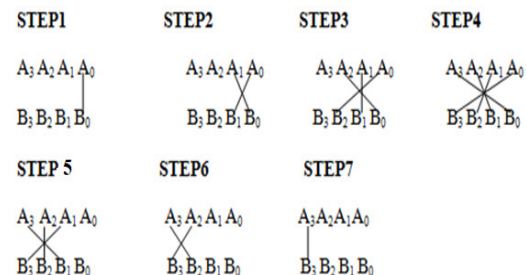 STEP1 STEP2 STEP3 STEP4
A₃ A₂ A₁ A₀ A₃ A₂ A₁ A₀ A₃ A₂ A₁ A₀ A₃ A₂ A₁ A₀
B₃ B₂ B₁ B₀ B₃ B₂ B₁ B₀ B₃ B₂ B₁ B₀ B₃ B₂ B₁ B₀
STEP 5 STEP6 STEP7
A₃ A₂ A₁ A₀ A₃ A₂ A₁ A₀ A₃A₂A₁A₀
B₃ B₂ B₁ B₀ B₃ B₂ B₁ B₀ B₃ B₂ B₁ B₀